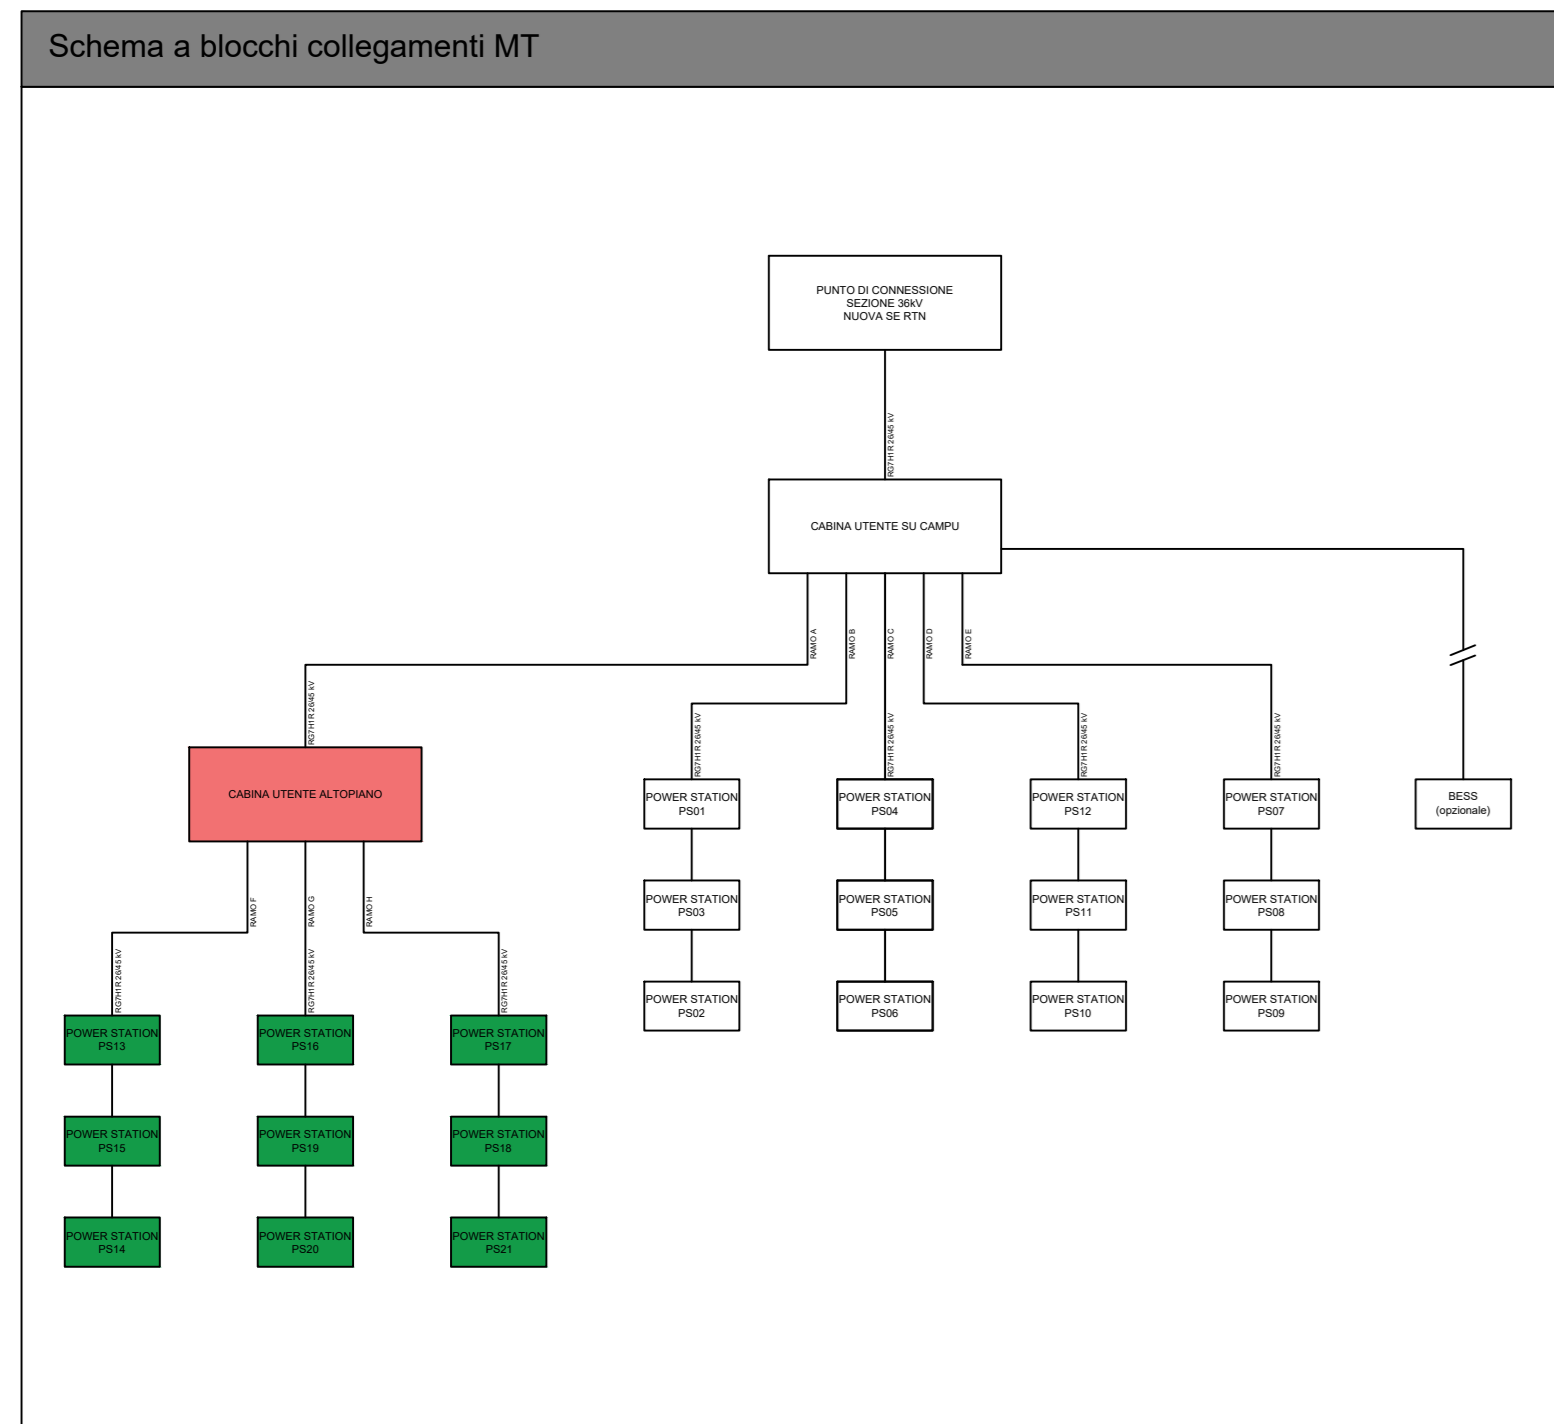 Schema a blocchi collegamenti MT
PUNTO DI CONNESSIONE
SEZIONE 36kV
NUOVA SE RTN
RG7H1R 26/45 kV
CABINA UTENTE SU CAMPU
RAMO A
RAMO B
RAMO C
RAMO D
RAMO E
RG7H1R 26/45 kV
RG7H1R 26/45 kV
RG7H1R 26/45 kV
RG7H1R 26/45 kV
RG7H1R 26/45 kV
CABINA UTENTE ALTOPIANO
POWER STATION
PS01
POWER STATION
PS04
POWER STATION
PS12
POWER STATION
PS07
BESS
(opzionale)
POWER STATION
PS03
POWER STATION
PS05
POWER STATION
PS11
POWER STATION
PS08
POWER STATION
PS02
POWER STATION
PS06
POWER STATION
PS10
POWER STATION
PS09
RAMO F
RAMO G
RAMO H
RG7H1R 26/45 kV
RG7H1R 26/45 kV
RG7H1R 26/45 kV
POWER STATION
PS13
POWER STATION
PS16
POWER STATION
PS17
POWER STATION
PS15
POWER STATION
PS19
POWER STATION
PS18
POWER STATION
PS14
POWER STATION
PS20
POWER STATION
PS21